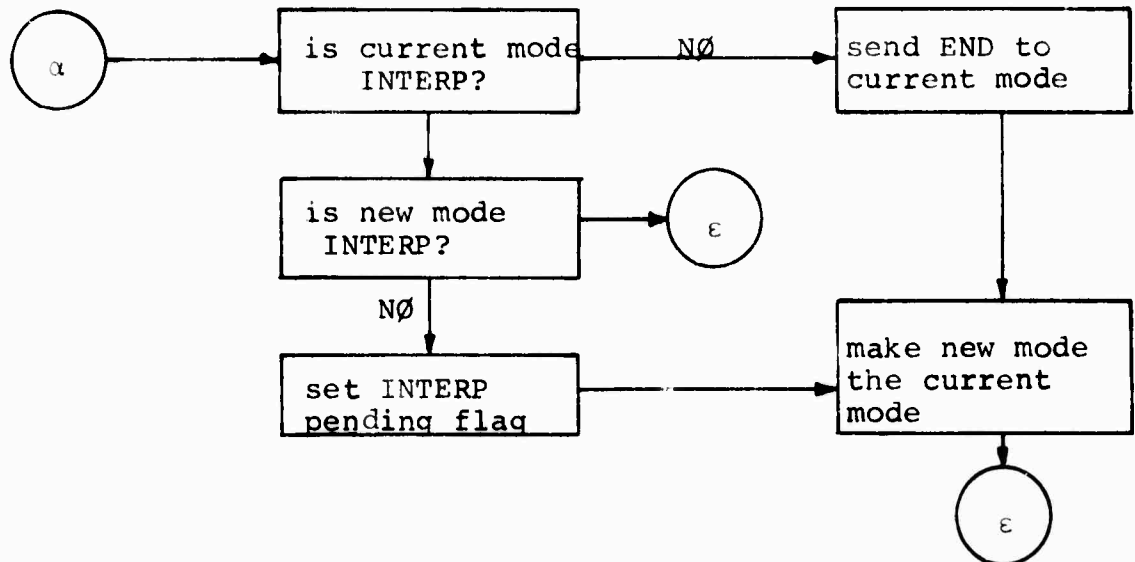 α
is current mode
INTERP?
NØ
send END to
current mode
is new mode
INTERP?
ε
NØ
set INTERP
pending flag
make new mode
the current
mode
ε